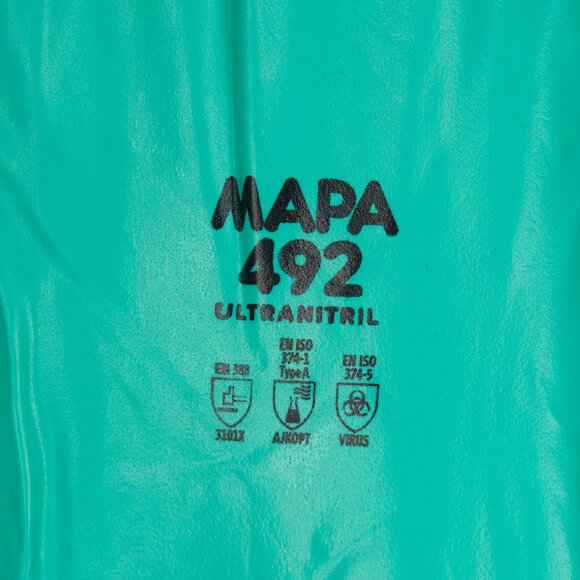 MAPA
492
ULTRANITRIL
EN 388
3101X
EN ISO
374-1
Type A
AJKOPT
EN ISO
374-5
VIRUS